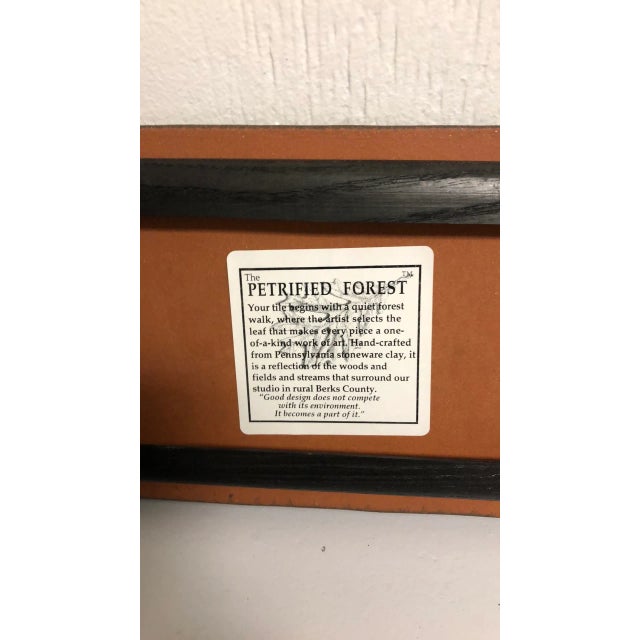 The
PETRIFIED FOREST™
Your tile begins with a quiet forest
walk, where the artist selects the
leaf that makes every piece a one-
of-a-kind work of art. Hand-crafted
from Pennsylvania stoneware clay, it
is a reflection of the woods and
fields and streams that surround our
studio in rural Berks County.
"Good design does not compete
with its environment.
It becomes a part of it."